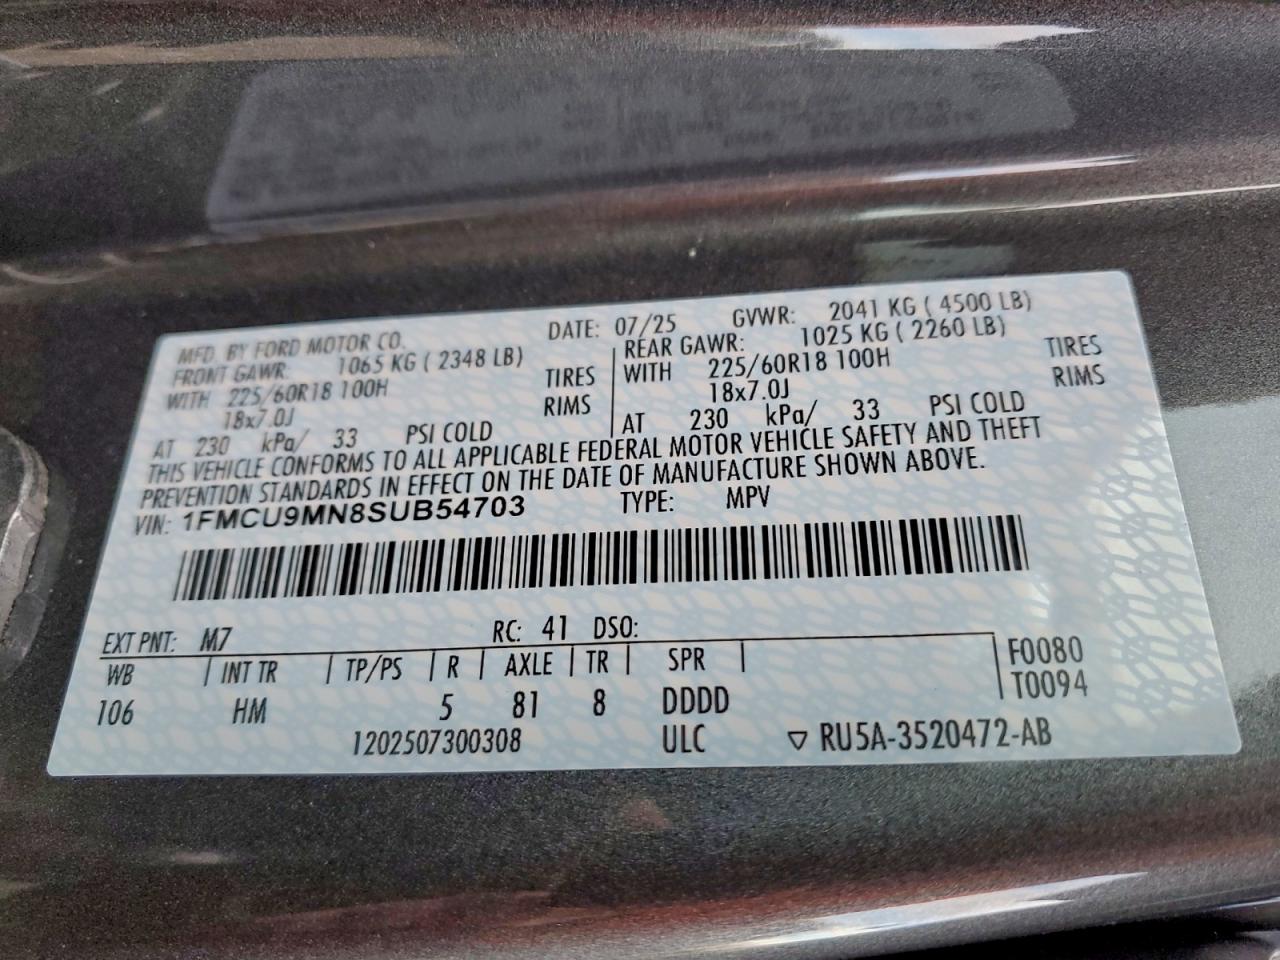 MFD. BY FORD MOTOR CO. DATE: 07/25 GVWR: 2041 KG ( 4500 LB)
FRONT GAWR: 1065 KG ( 2348 LB) REAR GAWR: 1025 KG ( 2260 LB)
WITH 225/60R18 100H TIRES WITH 225/60R18 100H TIRES
18x7.0J RIMS 18x7.0J RIMS
AT 230 kPa/ 33 PSI COLD AT 230 kPa/ 33 PSI COLD
THIS VEHICLE CONFORMS TO ALL APPLICABLE FEDERAL MOTOR VEHICLE SAFETY AND THEFT
PREVENTION STANDARDS IN EFFECT ON THE DATE OF MANUFACTURE SHOWN ABOVE.
VIN: 1FMCU9MN8SUB54703 TYPE: MPV
EXT PNT: M7 RC: 41 DSO:
WB INT TR TP/PS R AXLE TR SPR F0080
106 HM 5 81 8 DDDD T0094
1202507300308 ULC ▽ RU5A-3520472-AB